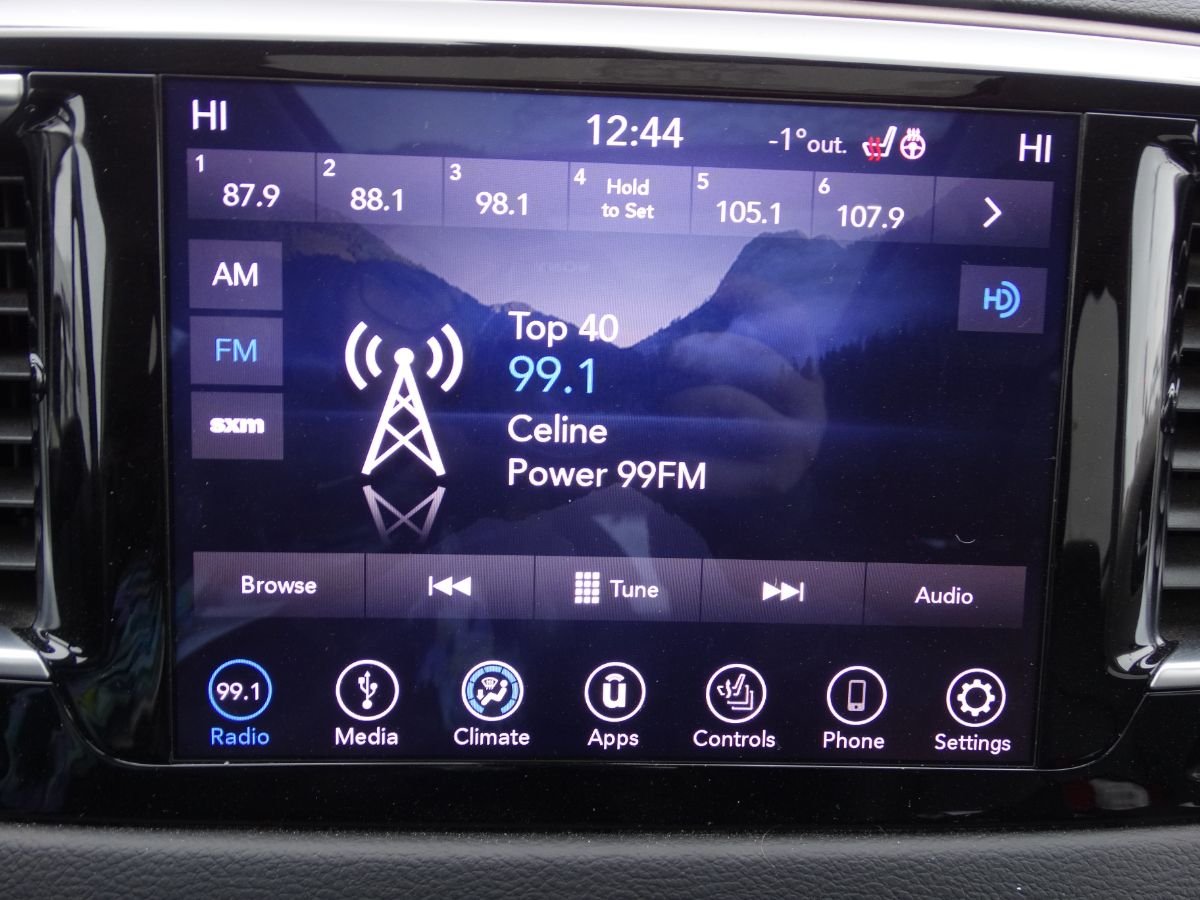 HI
12:44
-1°out.
HI
1
87.9
2
88.1
3
98.1
4
Hold
to Set
5
105.1
6
107.9
AM
FM
sxm
HD
Top 40
99.1
Celine
Power 99FM
Browse
Tune
Audio
99.1
Radio
Media
Climate
ū
Apps
Controls
Phone
Settings